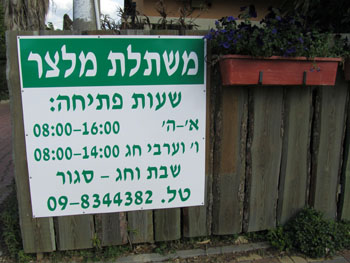 משתלת מלצר
שעות פתיחה:
א'-ה' 08:00-16:00
ו' וערבי חג 08:00-14:00
שבת וחג - סגור
טל. 09-8344382